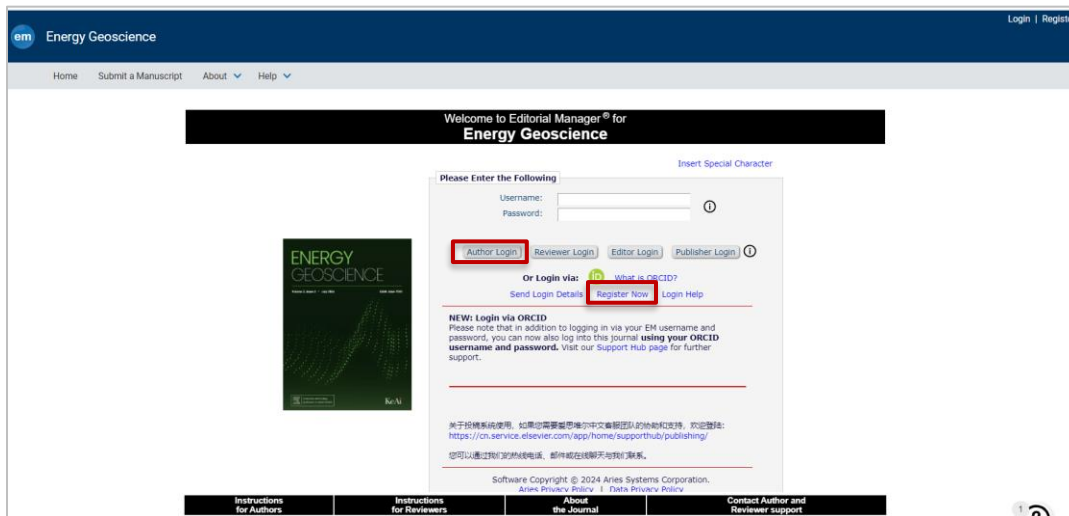 Login | Regist
em Energy Geoscience
Home Submit a Manuscript About Help
Welcome to Editorial Manager® for
Energy Geoscience
Insert Special Character
Please Enter the Following
Username:
Password:
Author Login Reviewer Login Editor Login Publisher Login
Or Login via: iD What is ORCID?
Send Login Details Register Now Login Help
NEW: Login via ORCID
Please note that in addition to logging in via your EM username and
password, you can now also log into this journal using your ORCID
username and password. Visit our Support Hub page for further
support.
ENERGY
GEOSCIENCE
KeAi
关于投稿系统使用，如果您需要爱思唯尔中文客服团队的协助和支持，欢迎登陆:
https://cn.service.elsevier.com/app/home/supporthub/publishing/
您可以通过我们的热线电话、邮件或在线聊天与我们联系。
Software Copyright © 2024 Aries Systems Corporation.
Aries Privacy Policy | Data Privacy Policy
Instructions
for Authors
Instructions
for Reviewers
About
the Journal
Contact Author and
Reviewer support
1